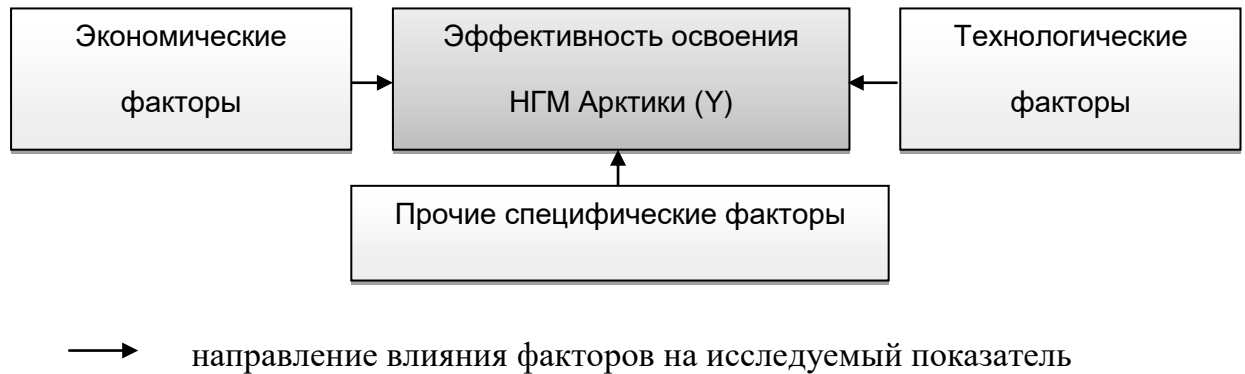 Экономические
факторы
Эффективность освоения
НГМ Арктики (Y)
Технологические
факторы
Прочие специфические факторы
направление влияния факторов на исследуемый показатель